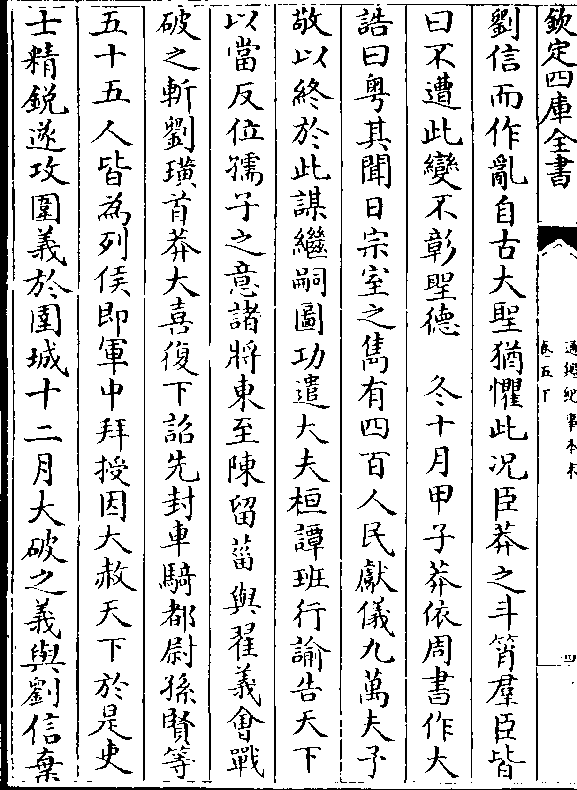 欽定四庫全書
通鑑紀事本末
卷五下
四
劉信而作亂自古大聖猶懼此况臣莽之斗筲羣臣皆
曰不遭此變不彰聖德　冬十月甲子莽依周書作大
誥曰粤其聞日宗室之儁有四百人民獻儀九萬夫予
敬以終於此謀繼嗣圖功遣大夫桓譚班行諭告天下
以當反位孺子之意諸將東至陳留菑與翟義會戰
破之斬劉璜首莽大喜復下詔先封車騎都尉孫賢等
五十五人皆為列侯即軍中拜授因大赦天下於是吏
士精鋭遂攻圍義於圉城十二月大破之義與劉信棄